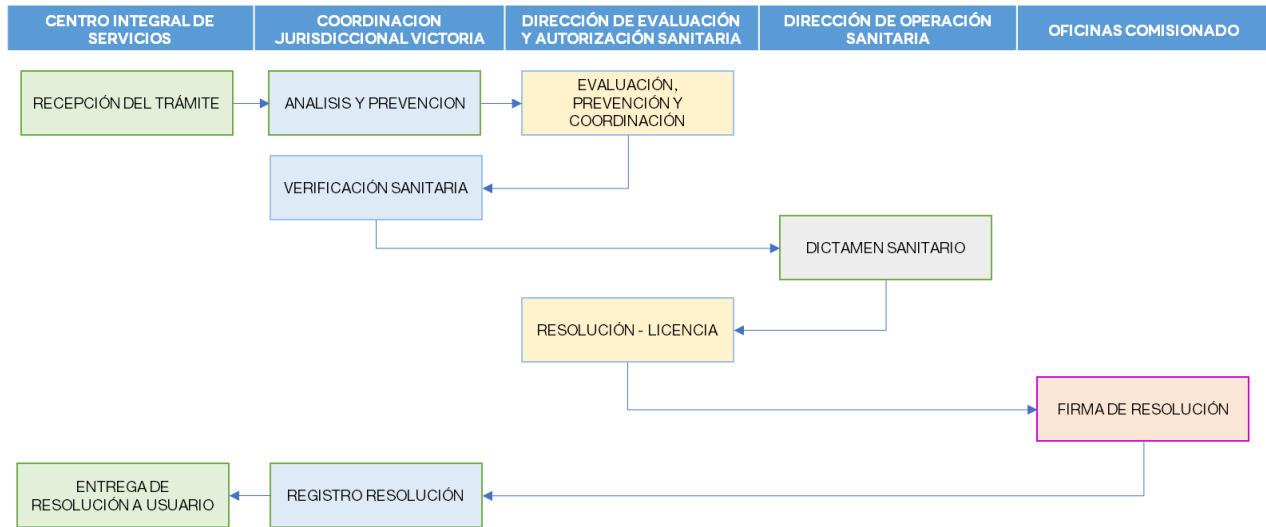 CENTRO INTEGRAL DE
SERVICIOS
COORDINACION
JURISDICCIONAL VICTORIA
DIRECCIÓN DE EVALUACIÓN
Y AUTORIZACIÓN SANITARIA
DIRECCIÓN DE OPERACIÓN
SANITARIA
OFICINAS COMISIONADO
RECEPCIÓN DEL TRÁMITE
ANALISIS Y PREVENCION
EVALUACIÓN,
PREVENCIÓN Y
COORDINACIÓN
VERIFICACIÓN SANITARIA
DICTAMEN SANITARIO
RESOLUCIÓN - LICENCIA
FIRMA DE RESOLUCIÓN
ENTREGA DE
RESOLUCIÓN A USUARIO
REGISTRO RESOLUCIÓN